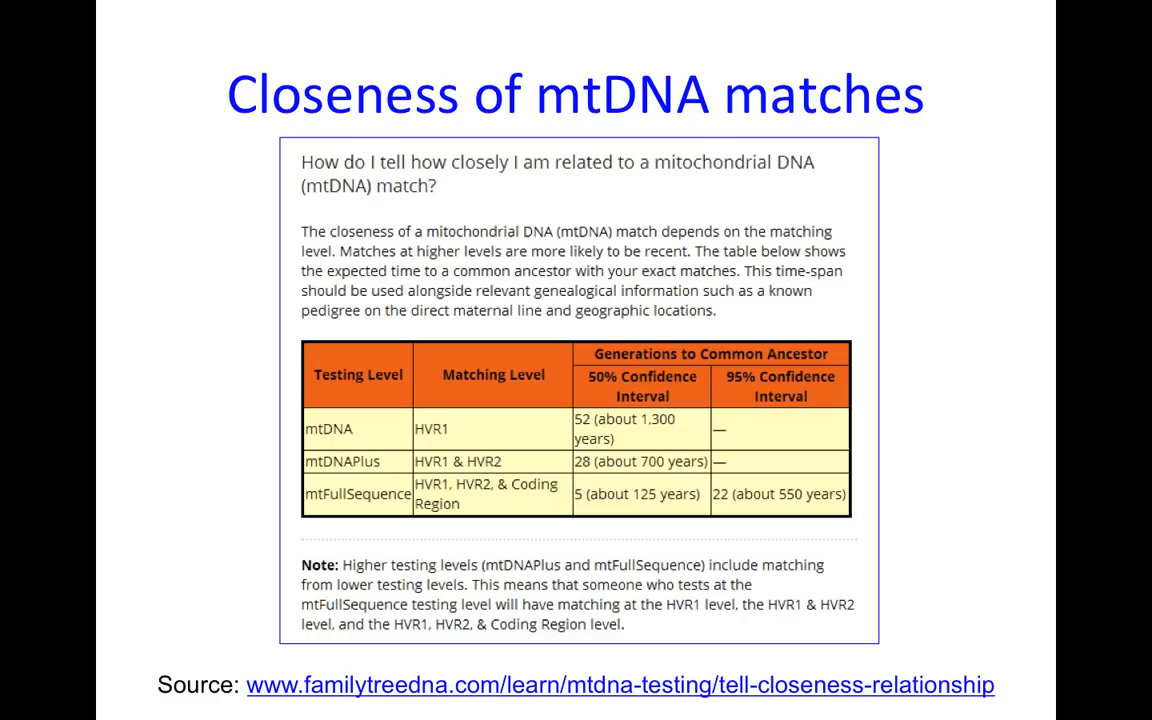 Closeness of mtDNA matches
How do I tell how closely I am related to a mitochondrial DNA
(mtDNA) match?
The closeness of a mitochondrial DNA (mtDNA) match depends on the matching
level. Matches at higher levels are more likely to be recent. The table below shows
the expected time to a common ancestor with your exact matches. This time-span
should be used alongside relevant genealogical information such as a known
pedigree on the direct maternal line and geographic locations.
Testing Level
Matching Level
Generations to Common Ancestor
50% Confidence
Interval
95% Confidence
Interval
mtDNA
HVR1
52 (about 1,300
years)
—
mtDNAPlus
HVR1 & HVR2
28 (about 700 years)
—
mtFullSequence
HVR1, HVR2, & Coding
Region
5 (about 125 years)
22 (about 550 years)
Note: Higher testing levels (mtDNAPlus and mtFullSequence) include matching
from lower testing levels. This means that someone who tests at the
mtFullSequence testing level will have matching at the HVR1 level, the HVR1 & HVR2
level, and the HVR1, HVR2, & Coding Region level.
Source: www.familytreedna.com/learn/mtdna-testing/tell-closeness-relationship